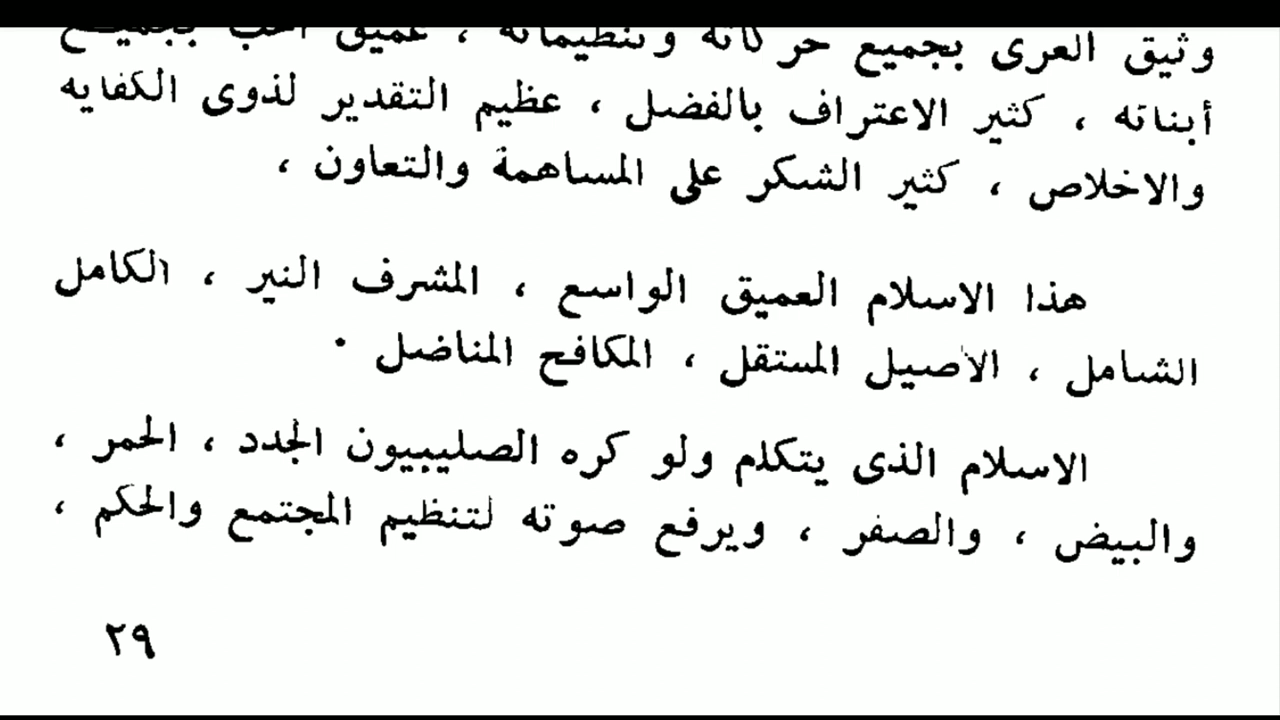 وثيق العرى بجميع حركاته وتنظيماته ، عميق الحب بجميع
أبنائه ، كثير الاعتراف بالفضل ، عظيم التقدير لذوى الكفايه
والاخلاص ، كثير الشكر على المساهمة والتعاون ،
هذا الاسلام العميق الواسع ، المشرف النير ، الكامل
الشامل ، الأصيل المستقل ، المكافح المناضل .
الاسلام الذى يتكلم ولو كره الصليبيون الجدد ، الحمر ،
والبيض ، والصفر ، ويرفع صوته لتنظيم المجتمع والحكم ،
٢٩